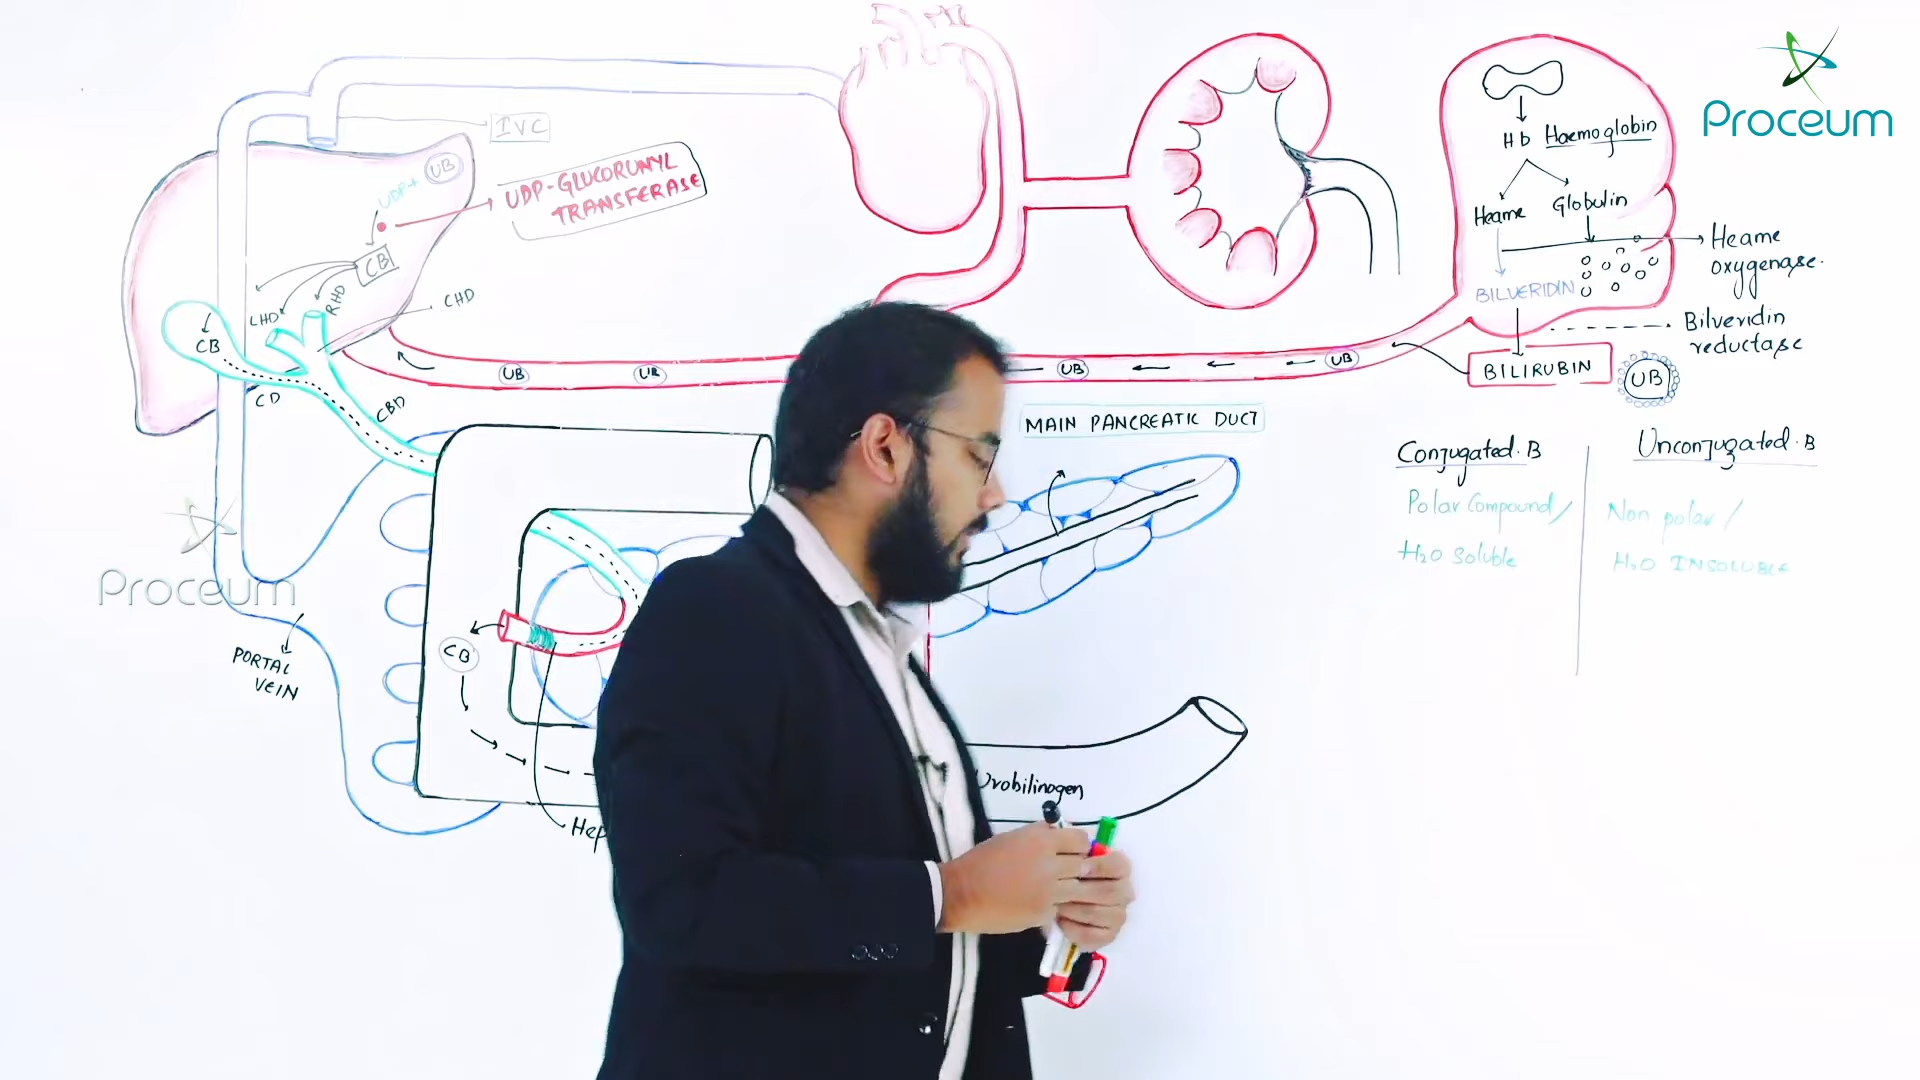 Proceum
IVC
UB
UDP+
UDP-GLUCORUNYL
TRANSFERASE
CB
RHD
LHD
CHD
CB
CD
CBD
UB
UB
UB
UB
Hb Haemoglobin
Heame
Globulin
Heame
oxygenase.
BILVERIDIN
Bilveridin
reductase
BILIRUBIN
UB
MAIN PANCREATIC DUCT
Conjugated.B
Unconjugated.B
Polar Compound/
H₂O Soluble
Non polar/
H₂O INSOLUBLE
Proceum
PORTAL
VEIN
CB
Urobilinogen
Hep